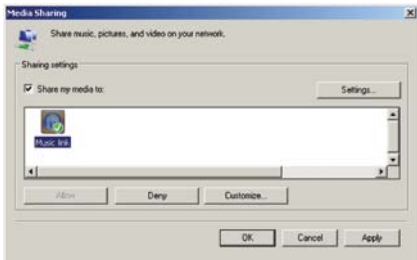 Media Sharing
Share music, pictures, and video on your network.
Sharing settings
Share my media to:
Settings...
Music link
Allow
Deny
Customize...
OK
Cancel
Apply